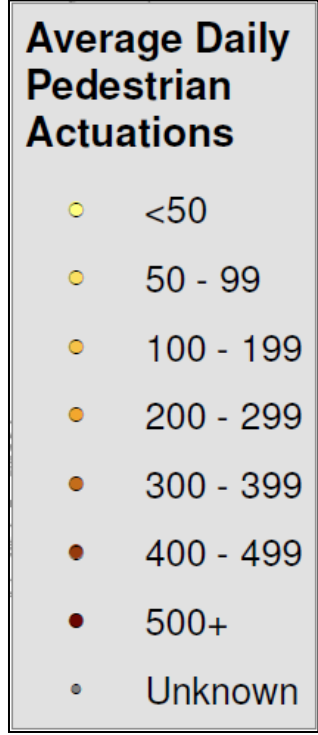 Average Daily
Pedestrian
Actuations
<50
50 - 99
100 - 199
200 - 299
300 - 399
400 - 499
500+
Unknown